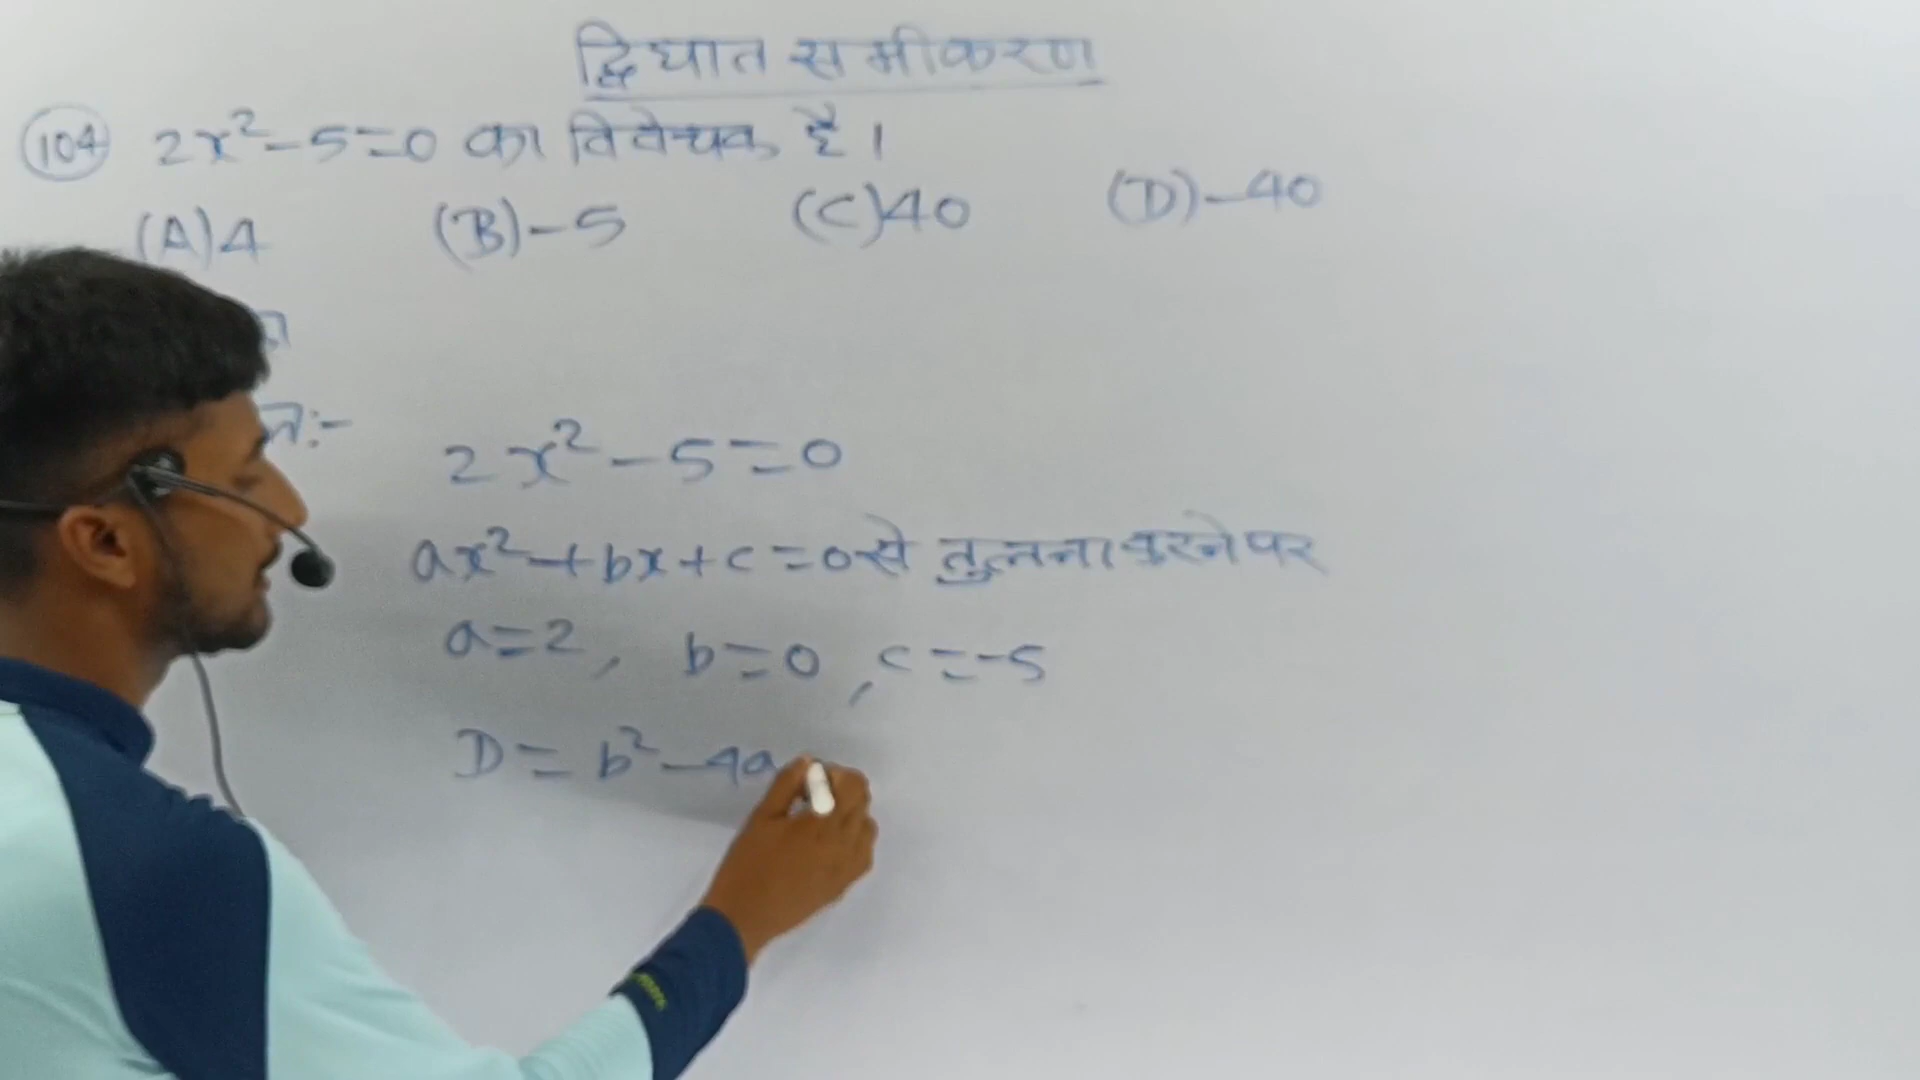 द्विघात समीकरण
104 2x²-5=0 का विवेचक है।
(A)4 (B)-5 (C)40 (D)-40
2x²-5=0
ax²+bx+c=0 से तुलना करने पर
a=2, b=0, c=-5
D=b²-4a